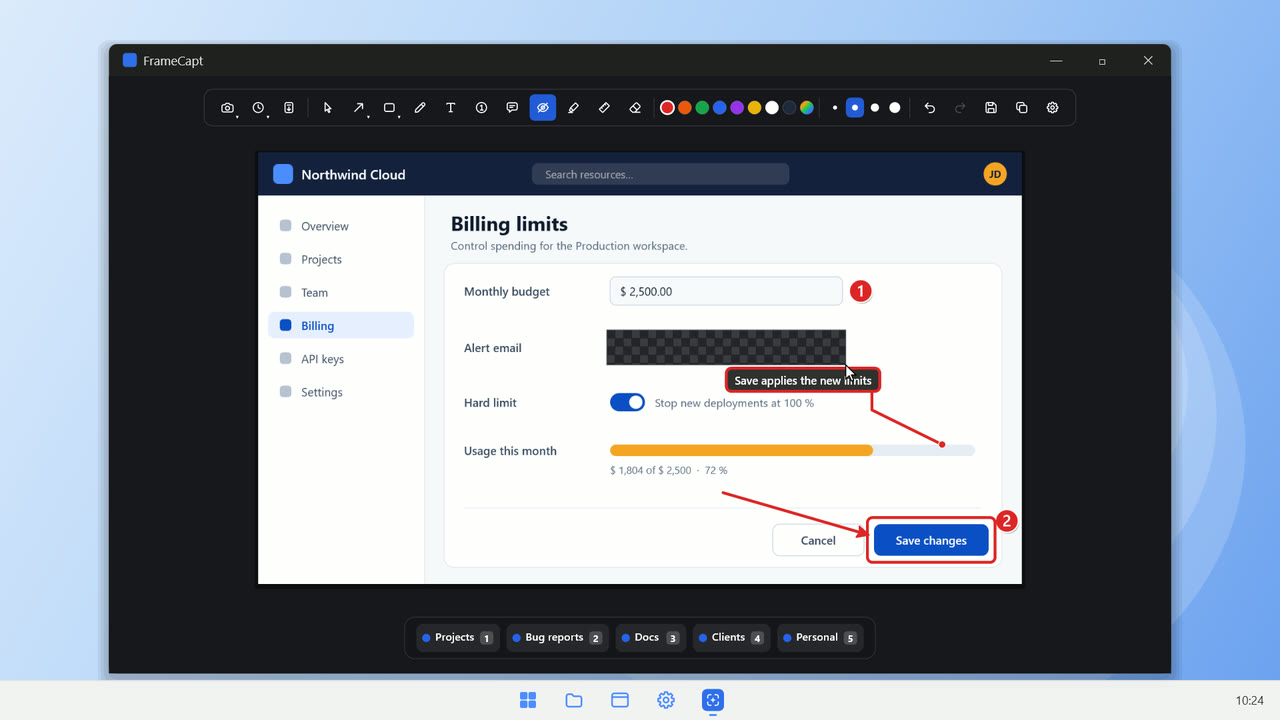 FrameCapt
Northwind Cloud
Search resources...
JD
Overview
Projects
Team
Billing
API keys
Settings
Billing limits
Control spending for the Production workspace.
Monthly budget
$ 2,500.00
1
Alert email
Save applies the new limits
Hard limit
Stop new deployments at 100 %
Usage this month
$ 1,804 of $ 2,500 · 72 %
Cancel
Save changes
2
Projects 1
Bug reports 2
Docs 3
Clients 4
Personal 5
10:24